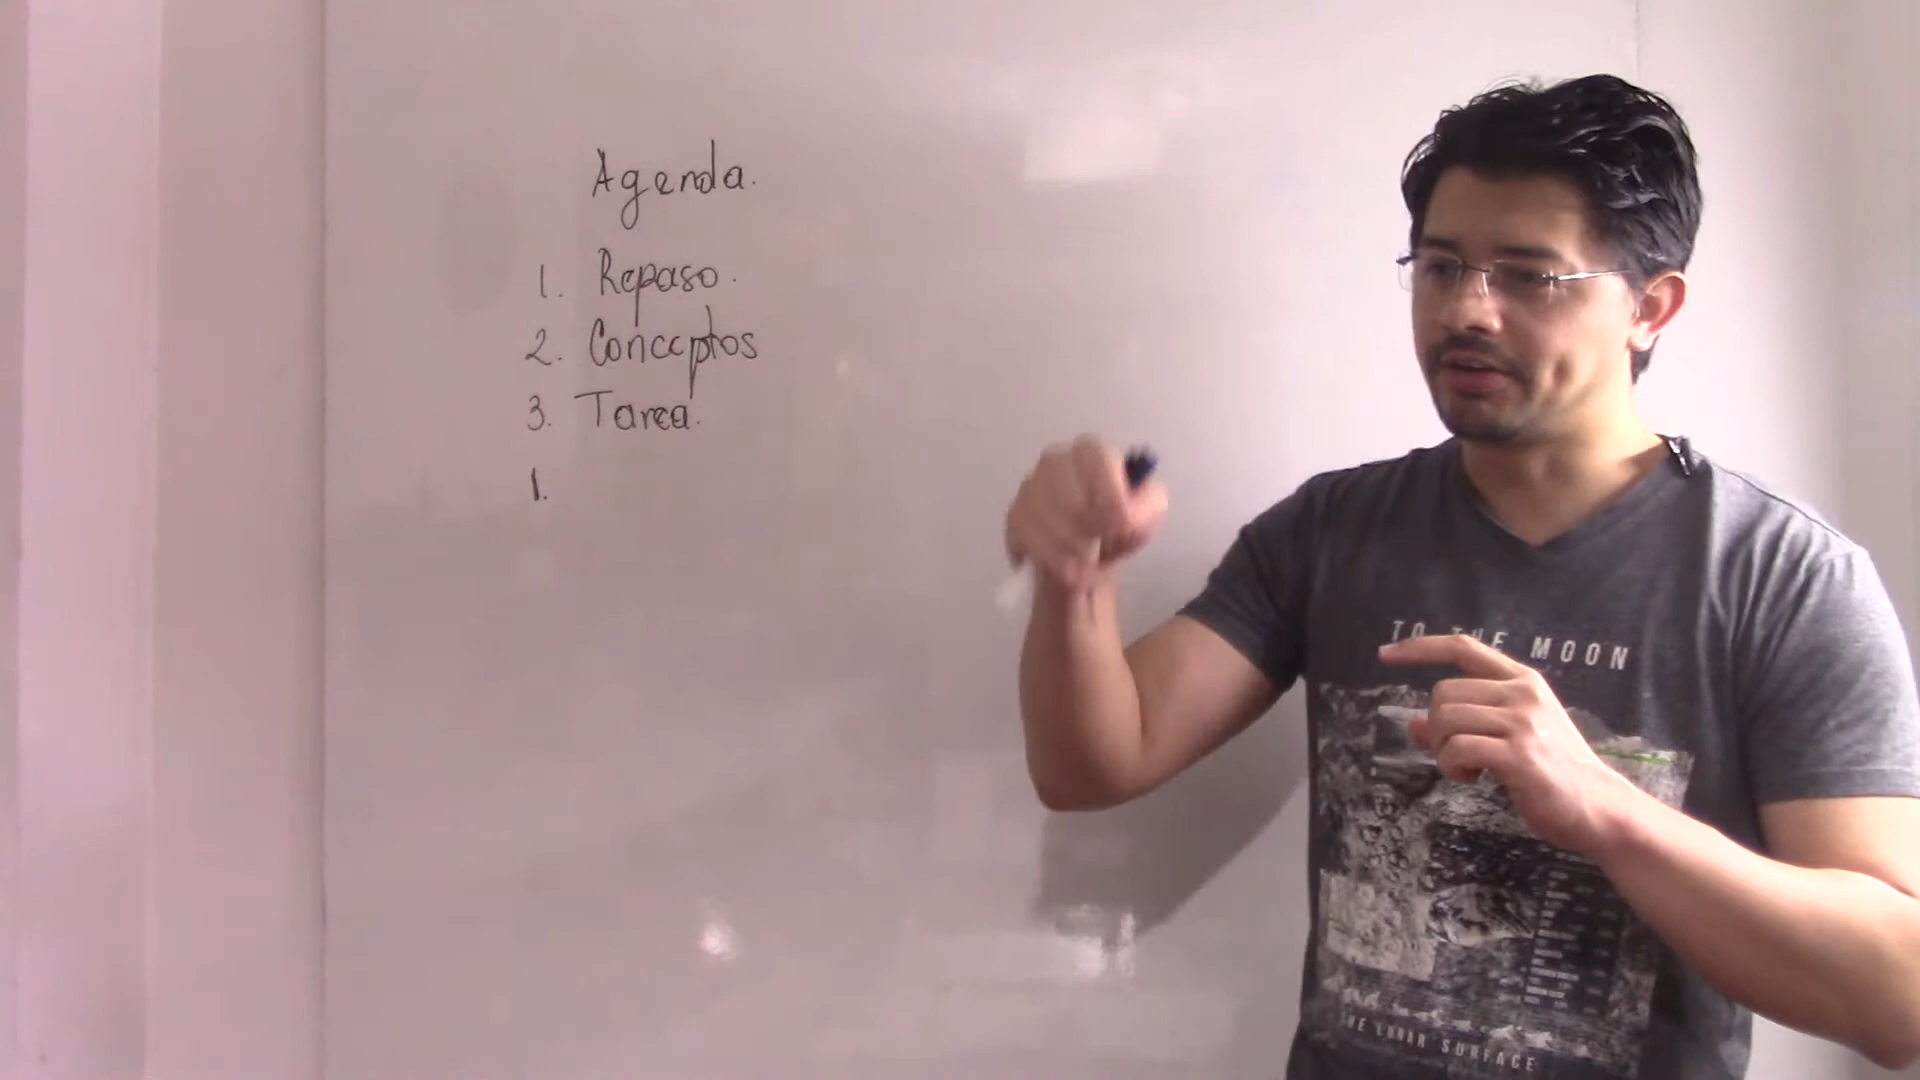 Agenda.
1. Repaso.
2. Conceptos
3. Tarea.
1.
TO THE MOON
THE LUNAR SURFACE